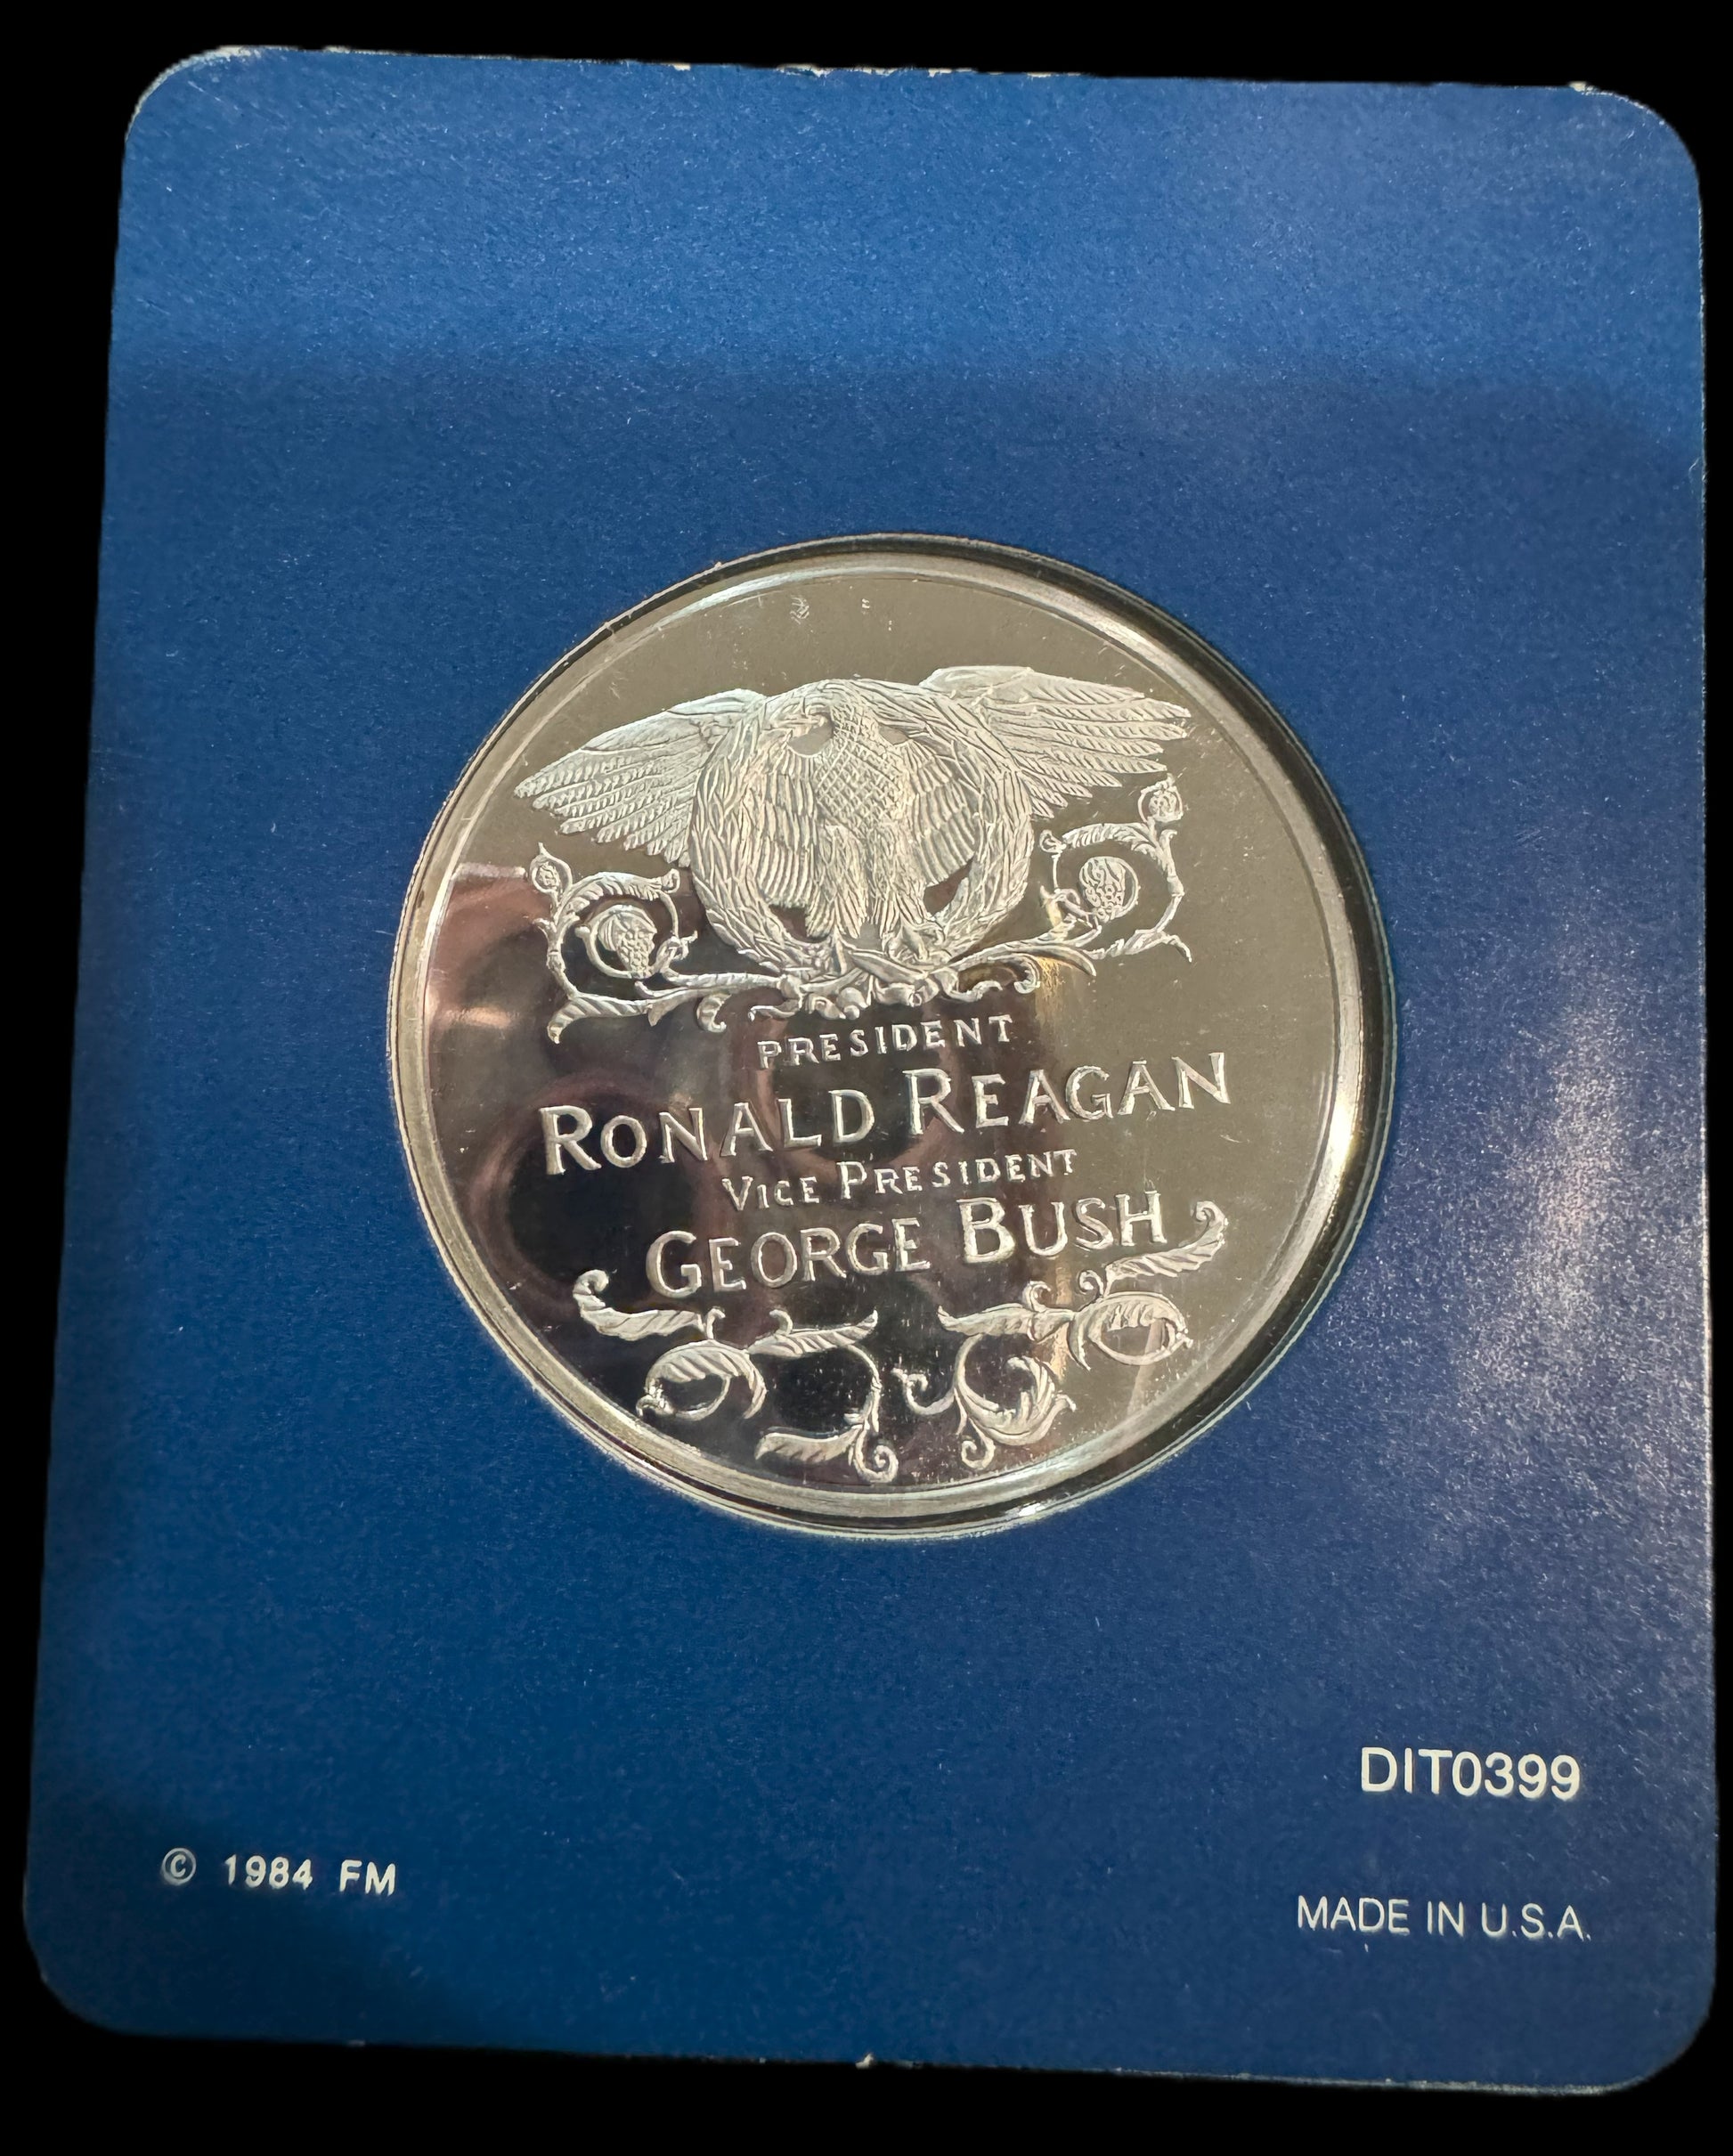 PRESIDENT
RONALD REAGAN
VICE PRESIDENT
GEORGE BUSH
DIT0399
© 1984 FM
MADE IN U.S.A.